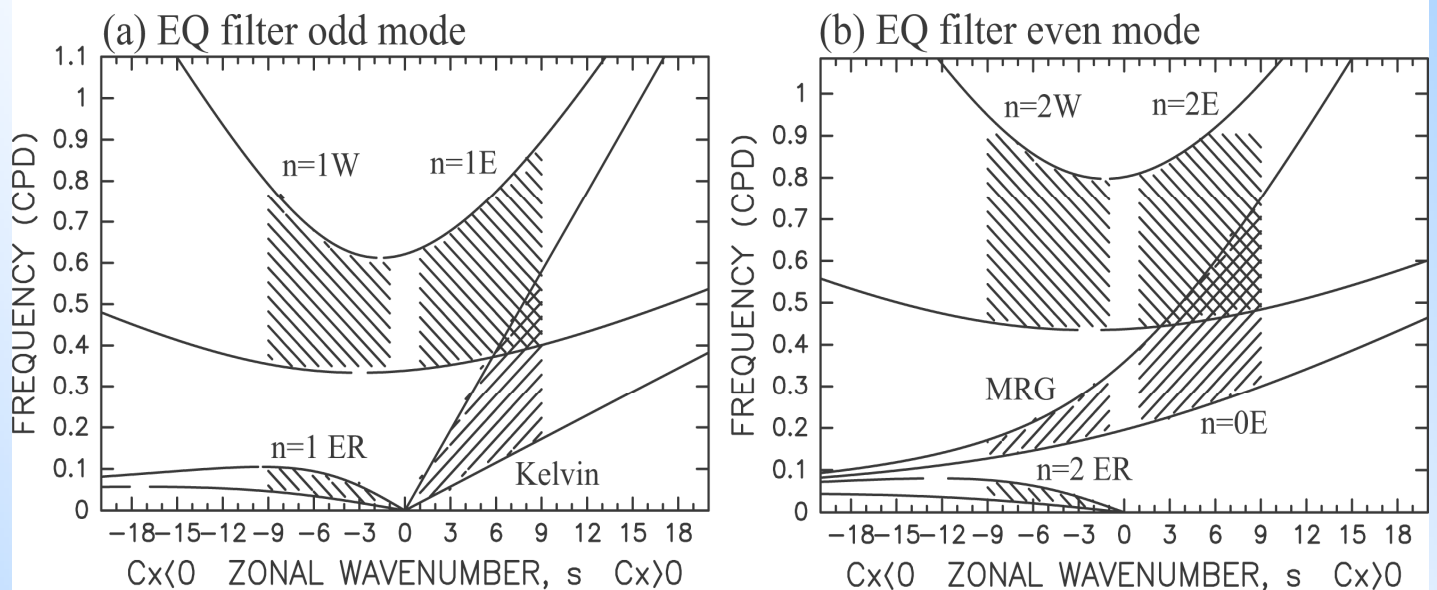 (a) EQ filter odd mode
FREQUENCY (CPD)
1.1
1
0.9
0.8
0.7
0.6
0.5
0.4
0.3
0.2
0.1
0
n=1W
n=1E
n=1 ER
Kelvin
−18−15−12 −9 −6 −3 0 3 6 9 12 15 18
Cx<0 ZONAL WAVENUMBER, s Cx>0
(b) EQ filter even mode
FREQUENCY (CPD)
1
0.9
0.8
0.7
0.6
0.5
0.4
0.3
0.2
0.1
0
n=2W
n=2E
MRG
n=0E
n=2 ER
−18−15−12 −9 −6 −3 0 3 6 9 12 15 18
Cx<0 ZONAL WAVENUMBER, s Cx>0